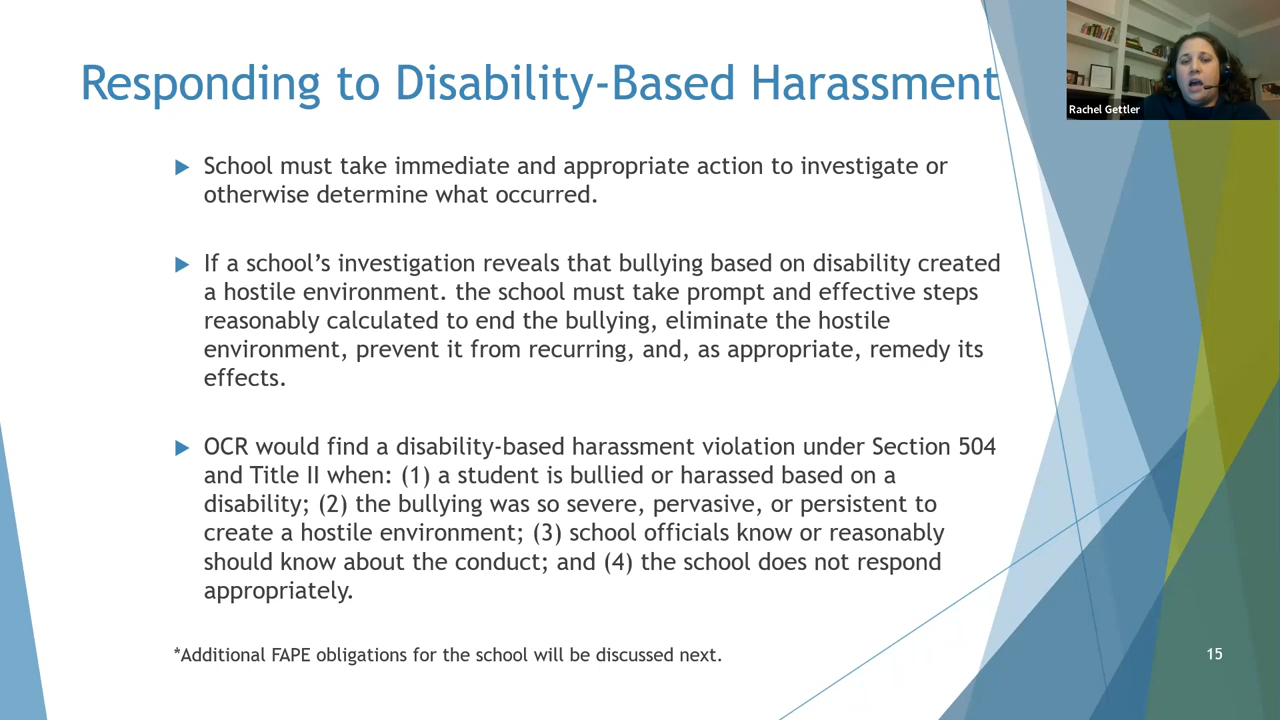 Responding to Disability-Based Harassment
Rachel Gettler
School must take immediate and appropriate action to investigate or
otherwise determine what occurred.
If a school’s investigation reveals that bullying based on disability created
a hostile environment. the school must take prompt and effective steps
reasonably calculated to end the bullying, eliminate the hostile
environment, prevent it from recurring, and, as appropriate, remedy its
effects.
OCR would find a disability-based harassment violation under Section 504
and Title II when: (1) a student is bullied or harassed based on a
disability; (2) the bullying was so severe, pervasive, or persistent to
create a hostile environment; (3) school officials know or reasonably
should know about the conduct; and (4) the school does not respond
appropriately.
*Additional FAPE obligations for the school will be discussed next.
15